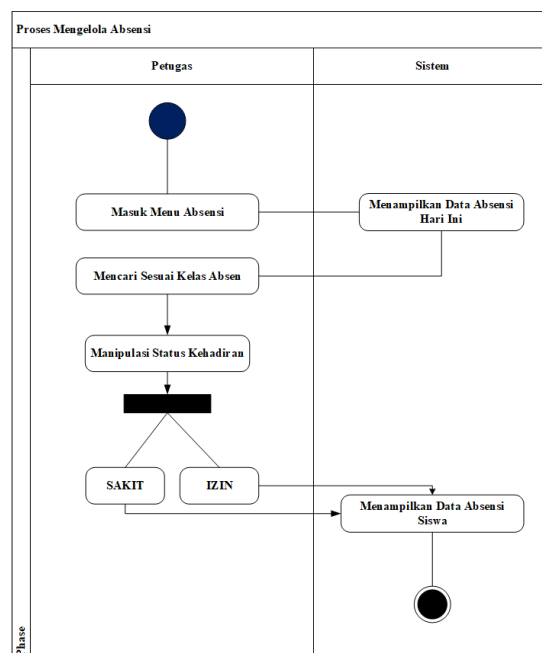 Proses Mengelola Absensi
Petugas
Sistem
Masuk Menu Absensi
Menampilkan Data Absensi
Hari Ini
Mencari Sesuai Kelas Absen
Manipulasi Status Kehadiran
SAKIT
IZIN
Menampilkan Data Absensi
Siswa
Phase